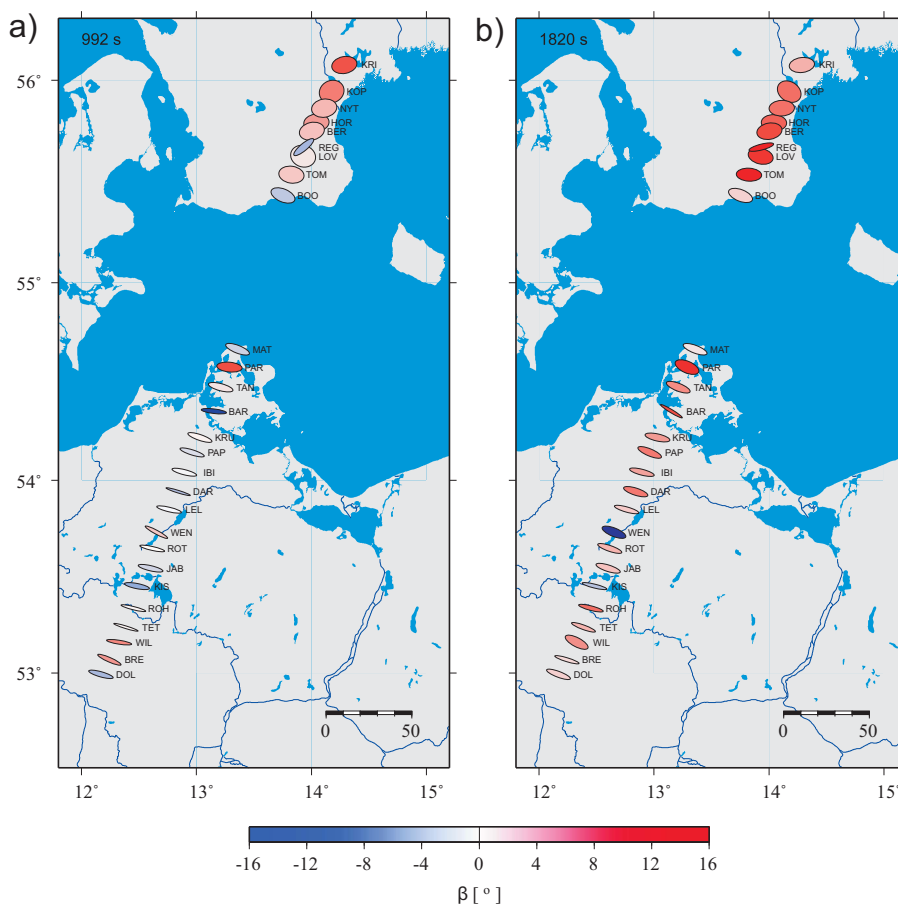 a)
992 s
KRI
KOP
NYT
HOR
BER
REG
LOV
TOM
BOO
MAT
PAR
TAN
BAR
KRU
PAP
IBI
DAR
LEL
WEN
ROT
JAB
KIS
ROH
TET
WIL
BRE
DOL
56°
55°
54°
53°
0 50
12° 13° 14° 15°
b)
1820 s
KRI
KOP
NYT
HOR
BER
REG
LOV
TOM
BOO
MAT
PAR
TAN
BAR
KRU
PAP
IBI
DAR
LEL
WEN
ROT
JAB
KIS
ROH
TET
WIL
BRE
DOL
0 50
12° 13° 14° 15°
-16 -12 -8 -4 0 4 8 12 16
β [ ° ]